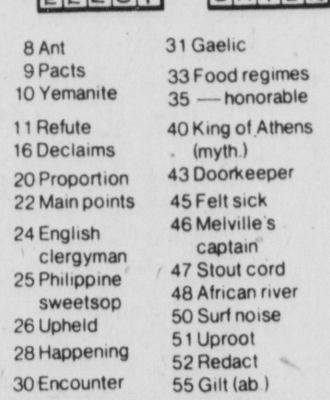 8 Ant
9 Pacts
10 Yemanite
11 Refute
16 Declaims
20 Proportion
22 Main points
24 English
clergyman
25 Philippine
sweetsop
26 Upheld
28 Happening
30 Encounter
31 Gaelic
33 Food regimes
35 — honorable
40 King of Athens
(myth.)
43 Doorkeeper
45 Felt sick
46 Melville's
captain
47 Stout cord
48 African river
50 Surf noise
51 Uproot
52 Redact
55 Gilt (ab.)